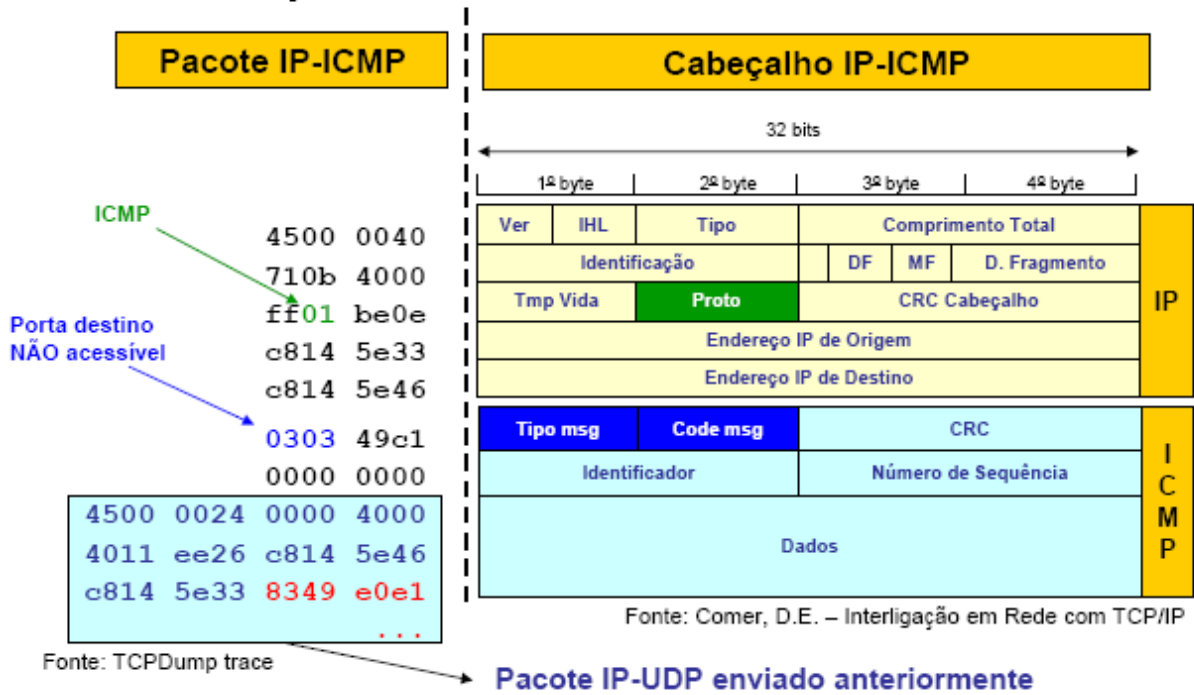 Pacote IP-ICMP
Cabeçalho IP-ICMP
32 bits
1º byte 2º byte 3º byte 4º byte
ICMP
Porta destino
NÃO acessível
4500 0040
710b 4000
ff01 be0e
c814 5e33
c814 5e46
0303 49c1
0000 0000
4500 0024 0000 4000
4011 ee26 c814 5e46
c814 5e33 8349 e0e1
...
Fonte: TCPDump trace
Ver IHL Tipo Comprimento Total
Identificação DF MF D. Fragmento
Tmp Vida Proto CRC Cabeçalho
Endereço IP de Origem
Endereço IP de Destino
IP
Tipo msg Code msg CRC
Identificador Número de Sequência
Dados
ICMP
Fonte: Comer, D.E. – Interligação em Rede com TCP/IP
Pacote IP-UDP enviado anteriormente